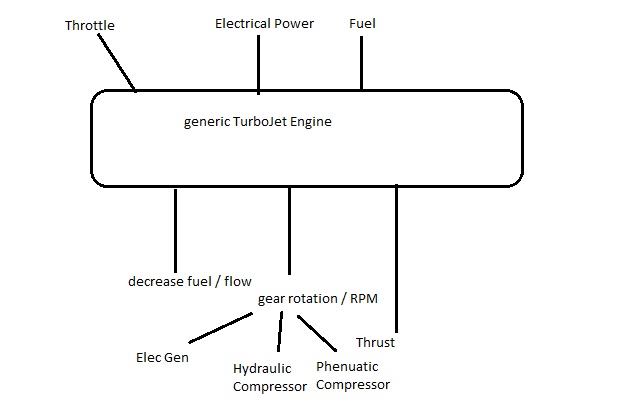 Throttle
Electrical Power
Fuel
generic TurboJet Engine
decrease fuel / flow
gear rotation / RPM
Thrust
Elec Gen
Hydraulic
Compressor
Phenuatic
Compressor